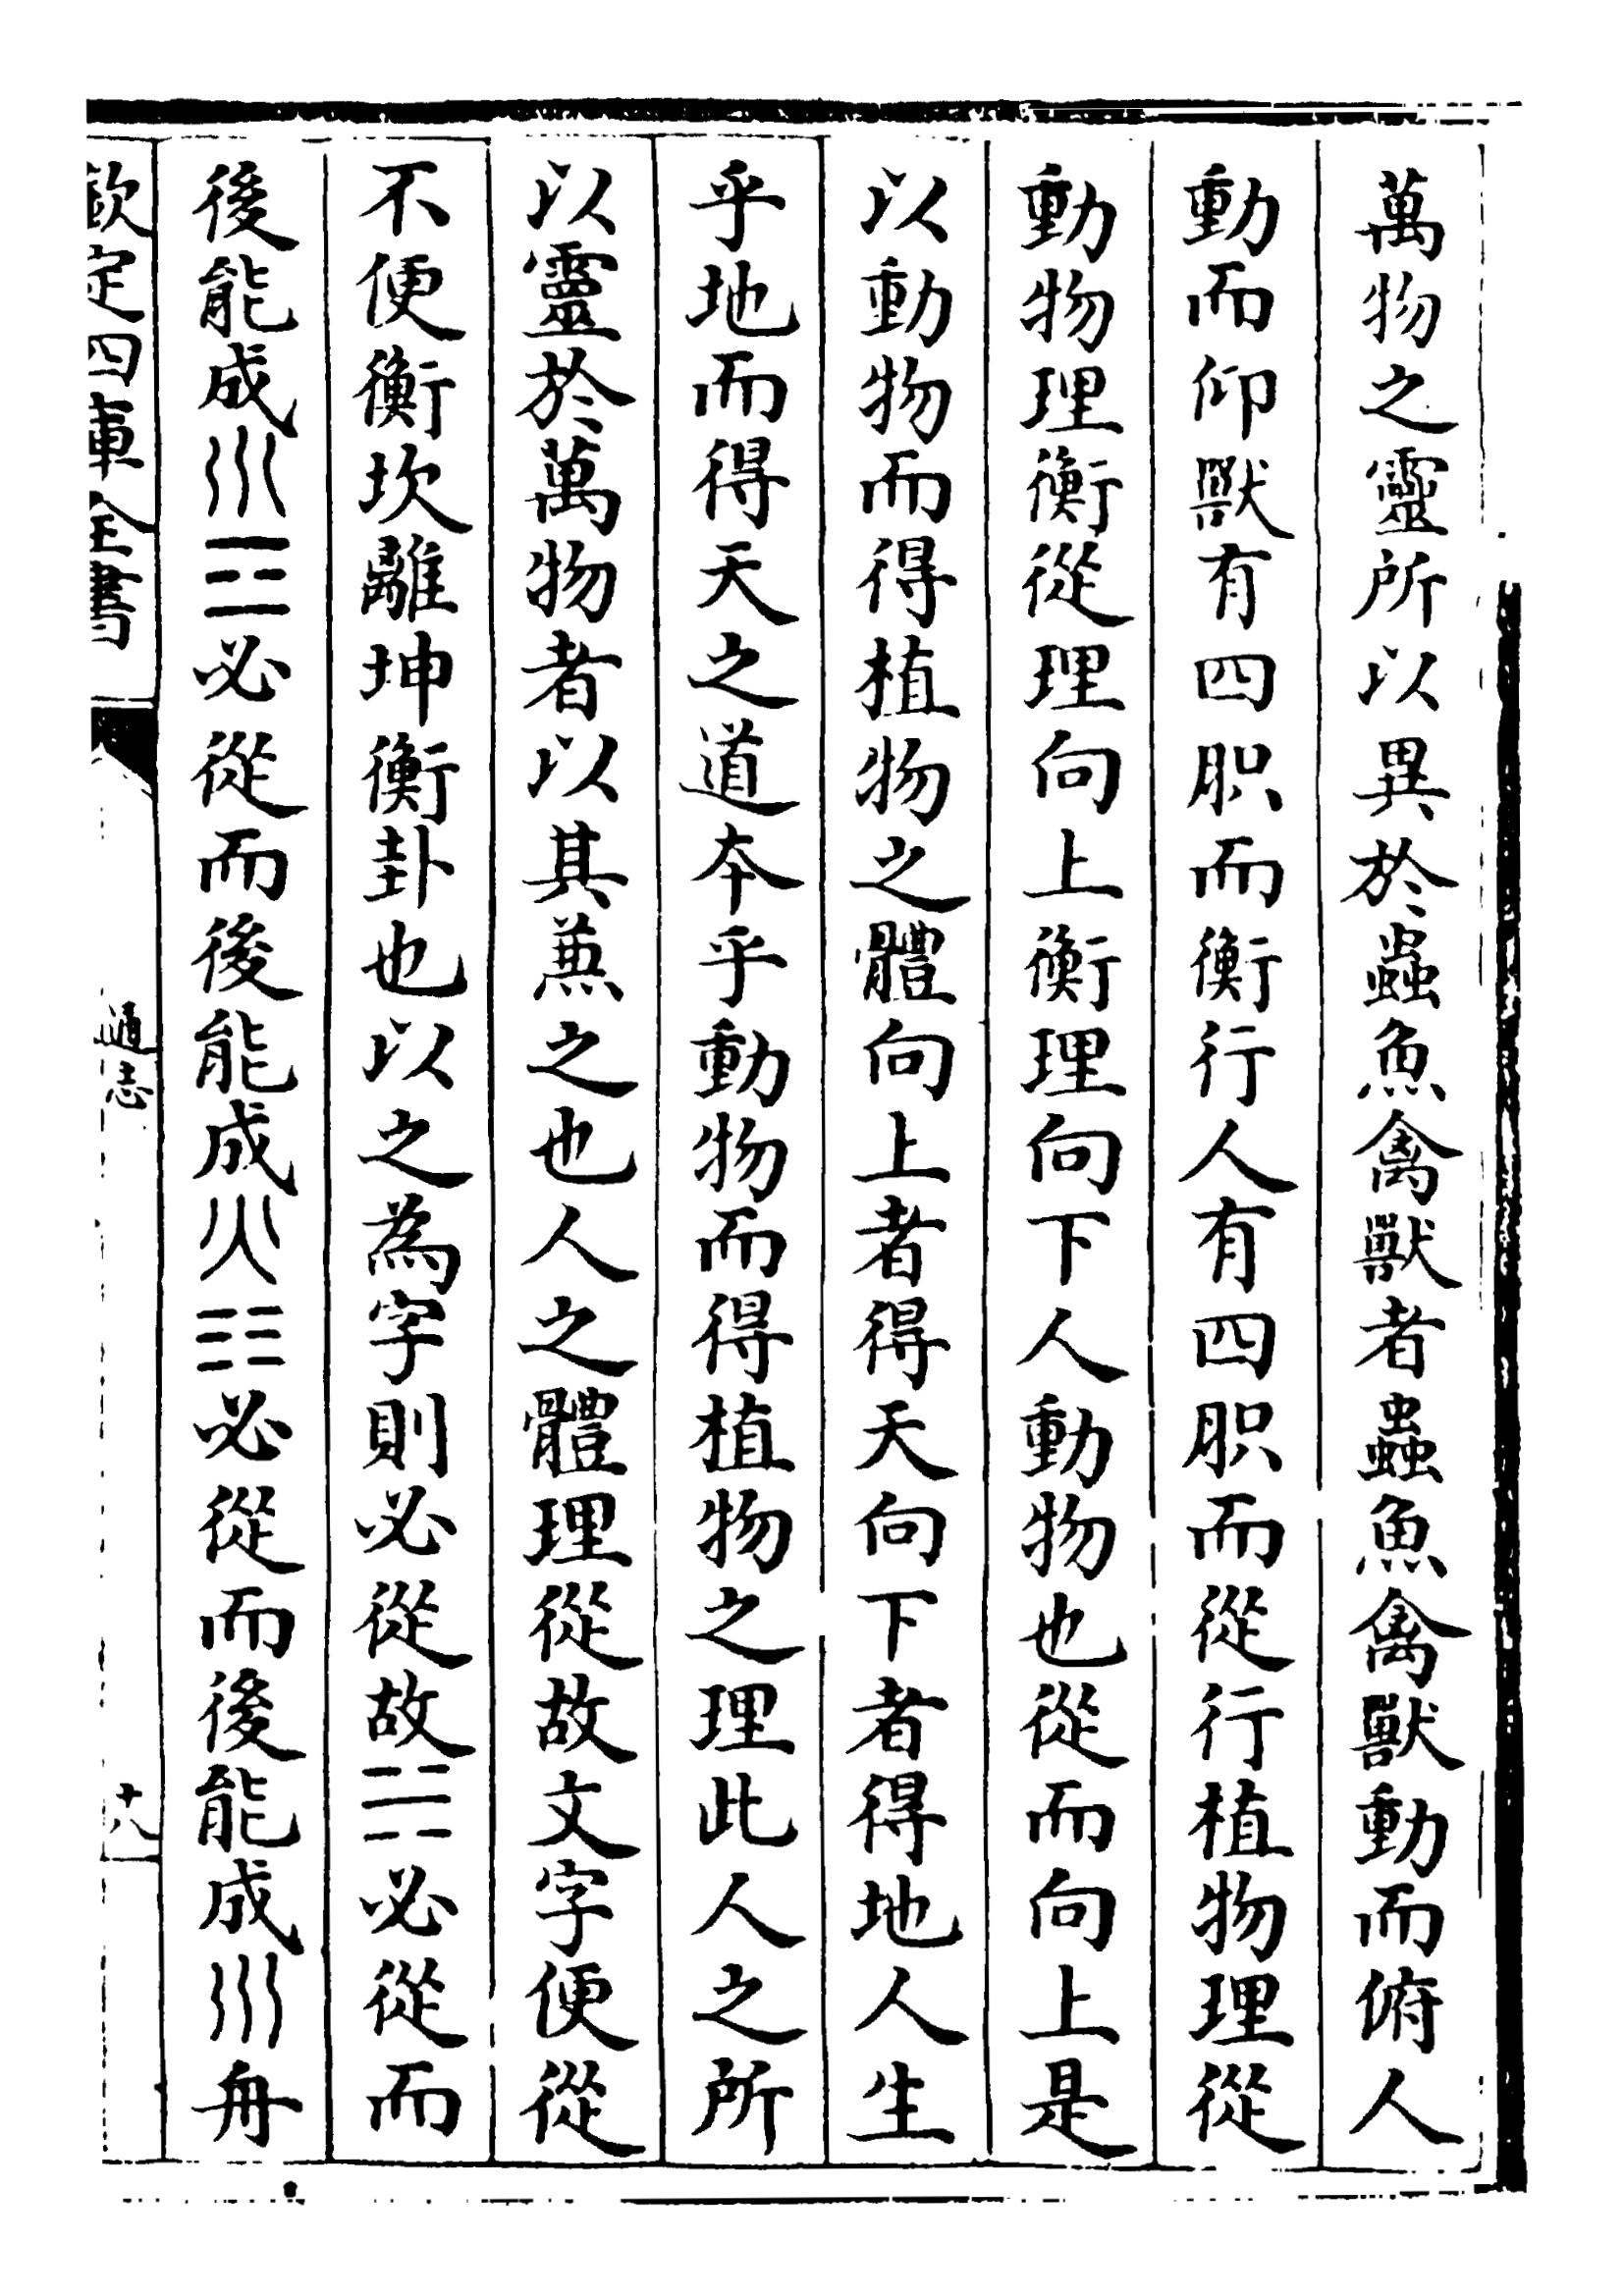 萬物之靈所以異於蟲魚禽獸者蟲魚禽獸動而俯人
動而仰獸有四胑而衡行人有四胑而從行植物理從
動物理衡從理向上衡理向下人動物也從而向上是
以動物而得植物之體向上者得天向下者得地人生
乎地而得天之道本乎動物而得植物之理此人之所
以靈於萬物者以其兼之也人之體理從故文字便從
不便衡坎離坤衡卦也以之為字則必從故☵必從而
後能成水☲必從而後能成火☷必從而後能成巛舟
欽定四庫全書
通志
十八